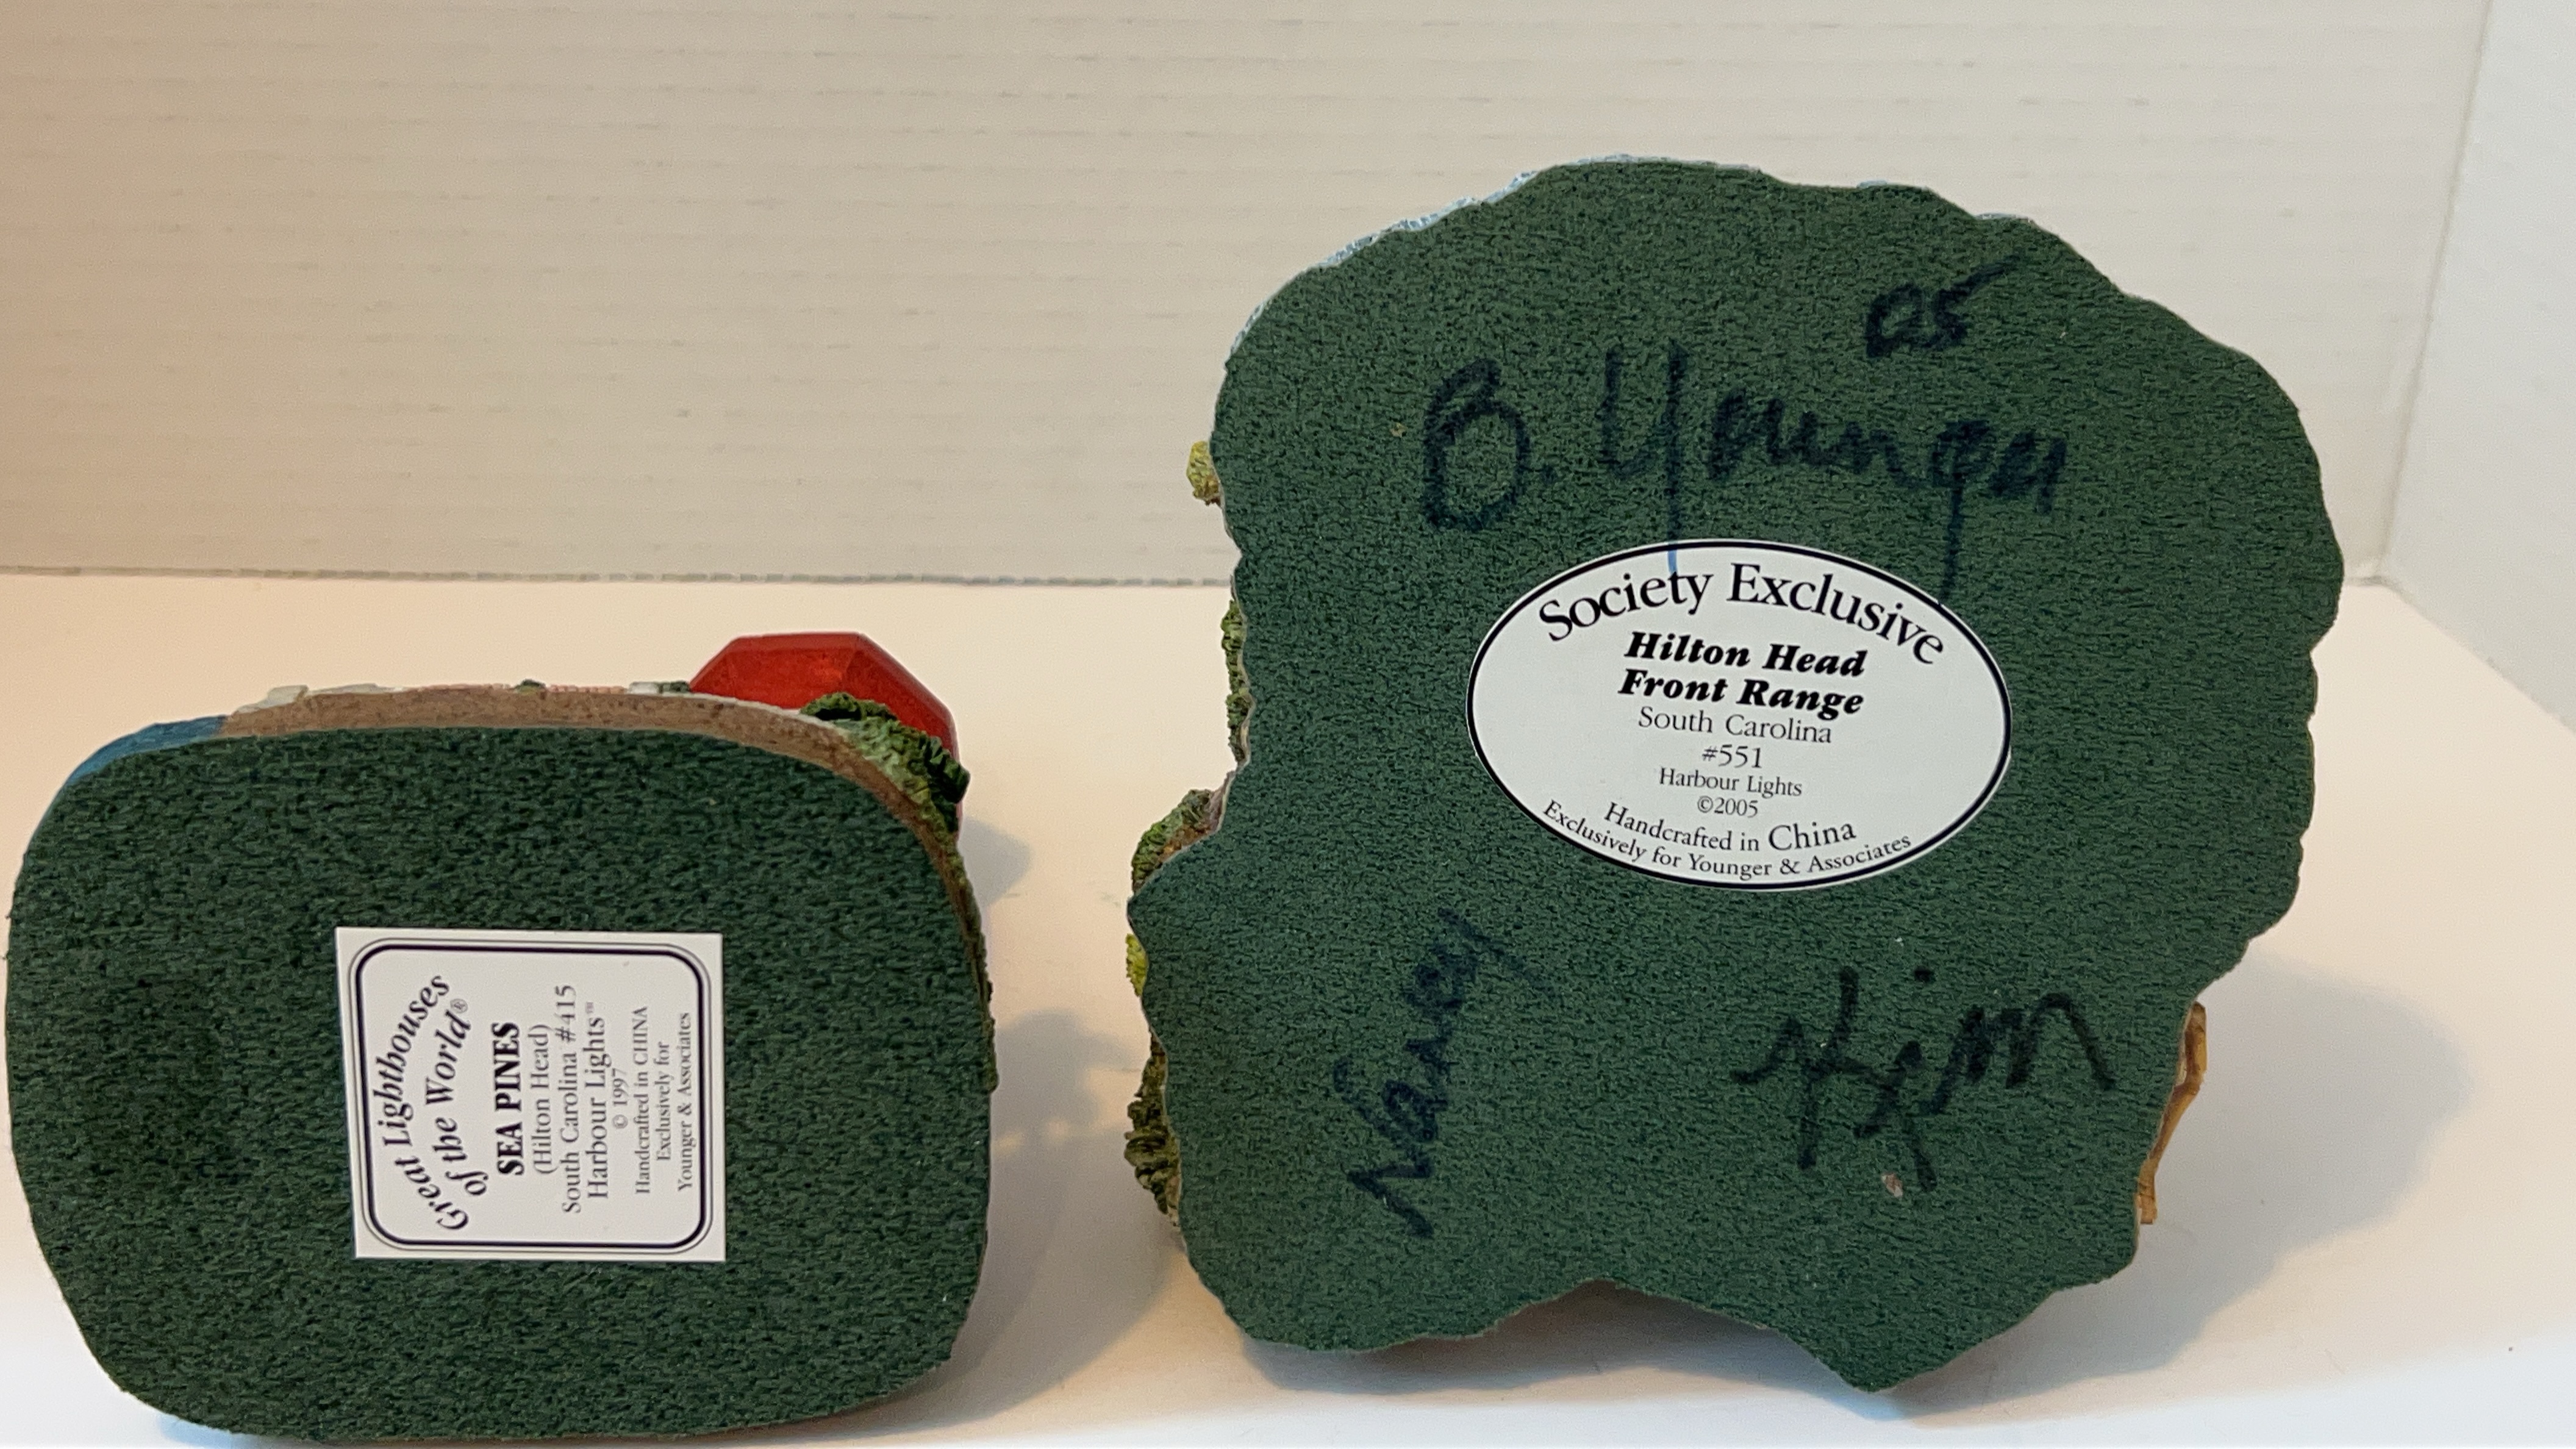 Great Lighthouses
of the World®
SEA PINES
(Hilton Head)
South Carolina #415
Harbour Lights™
© 1997
Handcrafted in CHINA
Exclusively for
Younger & Associates
05
B. Younger
Society Exclusive
Hilton Head
Front Range
South Carolina
#551
Harbour Lights
©2005
Handcrafted in China
Exclusively for Younger & Associates
Nancy
Kim